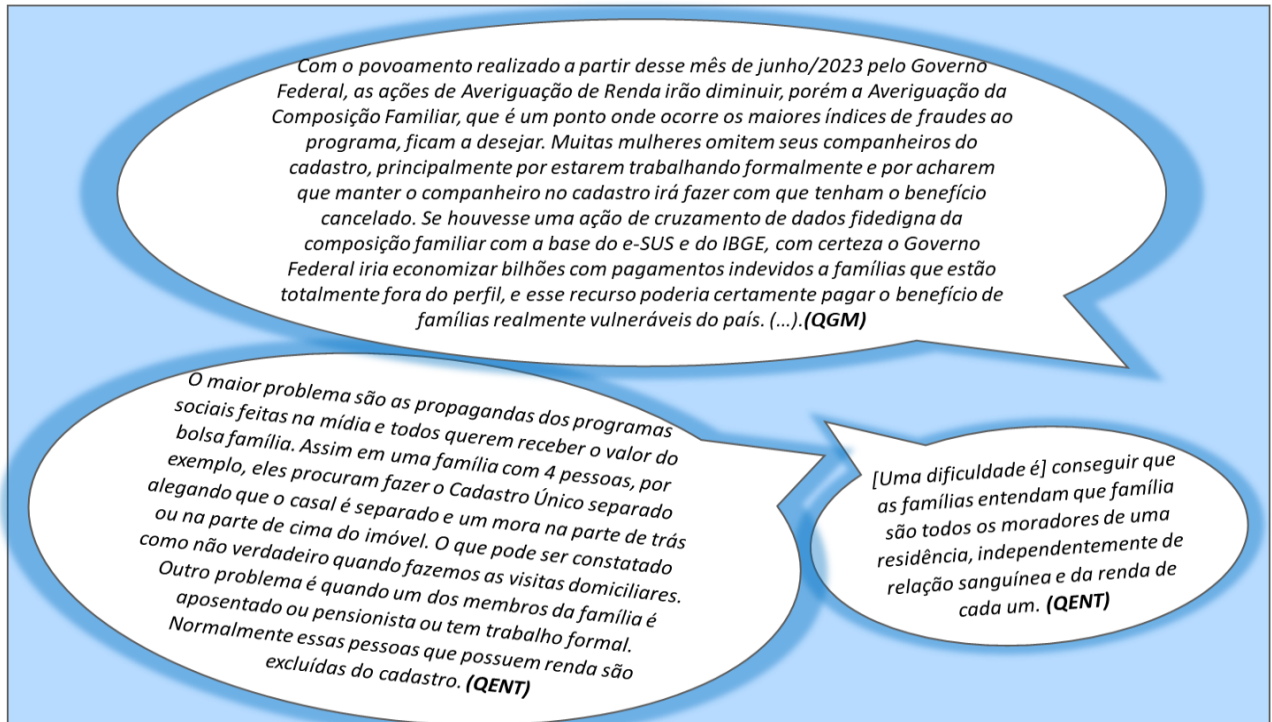 Com o povoamento realizado a partir desse mês de junho/2023 pelo Governo
Federal, as ações de Averiguação de Renda irão diminuir, porém a Averiguação da
Composição Familiar, que é um ponto onde ocorre os maiores índices de fraudes ao
programa, ficam a desejar. Muitas mulheres omitem seus companheiros do
cadastro, principalmente por estarem trabalhando formalmente e por acharem
que manter o companheiro no cadastro irá fazer com que tenham o benefício
cancelado. Se houvesse uma ação de cruzamento de dados fidedigna da
composição familiar com a base do e-SUS e do IBGE, com certeza o Governo
Federal iria economizar bilhões com pagamentos indevidos a famílias que estão
totalmente fora do perfil, e esse recurso poderia certamente pagar o benefício de
famílias realmente vulneráveis do país. (...).(QGM)
O maior problema são as propagandas dos programas
sociais feitas na mídia e todos querem receber o valor do
bolsa família. Assim em uma família com 4 pessoas, por
exemplo, eles procuram fazer o Cadastro Único separado
alegando que o casal é separado e um mora na parte de trás
ou na parte de cima do imóvel. O que pode ser constatado
como não verdadeiro quando fazemos as visitas domiciliares.
Outro problema é quando um dos membros da família é
aposentado ou pensionista ou tem trabalho formal.
Normalmente essas pessoas que possuem renda são
excluídas do cadastro. (QENT)
[Uma dificuldade é] conseguir que
as famílias entendam que família
são todos os moradores de uma
residência, independentemente de
relação sanguínea e da renda de
cada um. (QENT)